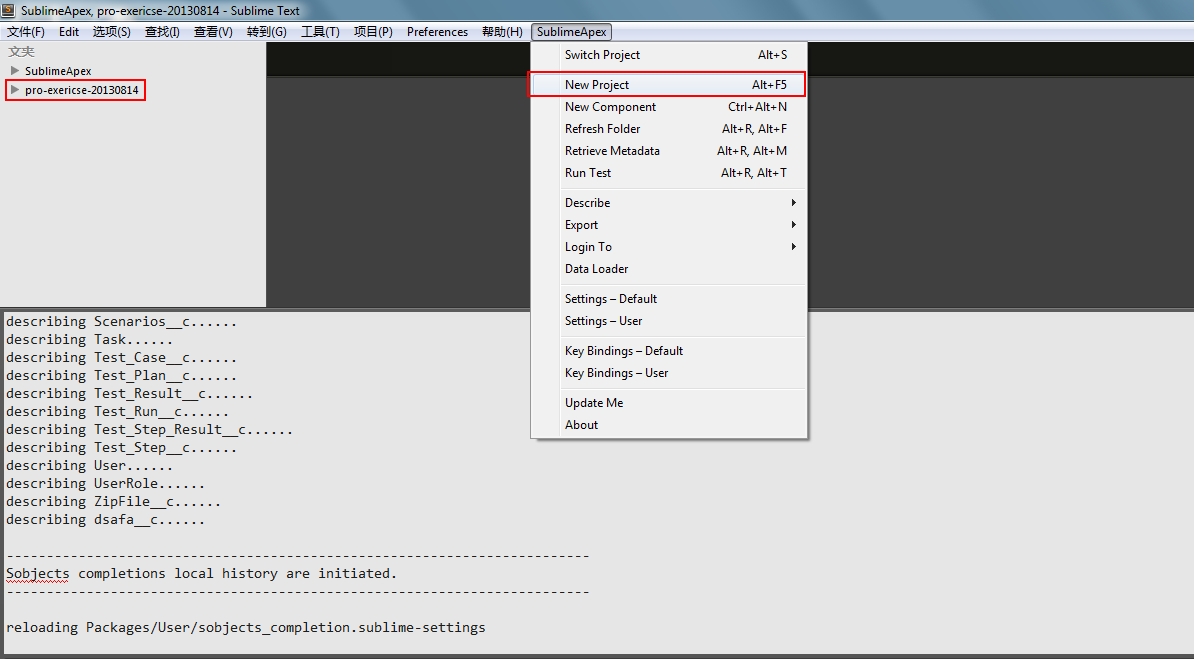 SublimeApex, pro-exericse-20130814 - Sublime Text
文件(F) Edit 选项(S) 查找(I) 查看(V) 转到(G) 工具(T) 项目(P) Preferences 帮助(H) SublimeApex
文夹
SublimeApex
pro-exericse-20130814
Switch Project Alt+S
New Project Alt+F5
New Component Ctrl+Alt+N
Refresh Folder Alt+R, Alt+F
Retrieve Metadata Alt+R, Alt+M
Run Test Alt+R, Alt+T
Describe
Export
Login To
Data Loader
Settings – Default
Settings – User
Key Bindings – Default
Key Bindings – User
Update Me
About
describing Scenarios__c......
describing Task......
describing Test_Case__c......
describing Test_Plan__c......
describing Test_Result__c......
describing Test_Run__c......
describing Test_Step_Result__c......
describing Test_Step__c......
describing User......
describing UserRole......
describing ZipFile__c......
describing dsafa__c......
-------------------------------------------------------------------------
Sobjects completions local history are initiated.
-------------------------------------------------------------------------
reloading Packages/User/sobjects_completion.sublime-settings